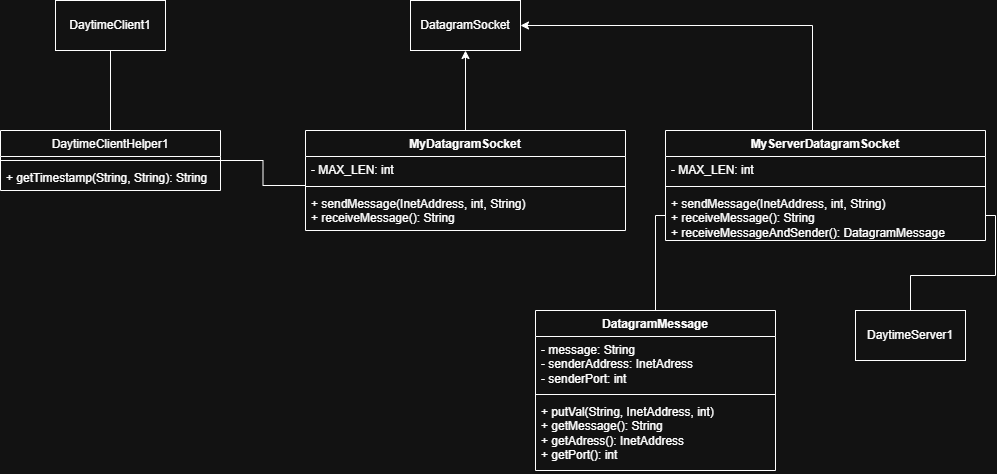 DaytimeClient1
DatagramSocket
DaytimeClientHelper1
+ getTimestamp(String, String): String
MyDatagramSocket
- MAX_LEN: int
+ sendMessage(InetAddress, int, String)
+ receiveMessage(): String
MyServerDatagramSocket
- MAX_LEN: int
+ sendMessage(InetAddress, int, String)
+ receiveMessage(): String
+ receiveMessageAndSender(): DatagramMessage
DatagramMessage
- message: String
- senderAddress: InetAdress
- senderPort: int
+ putVal(String, InetAddress, int)
+ getMessage(): String
+ getAdress(): InetAddress
+ getPort(): int
DaytimeServer1